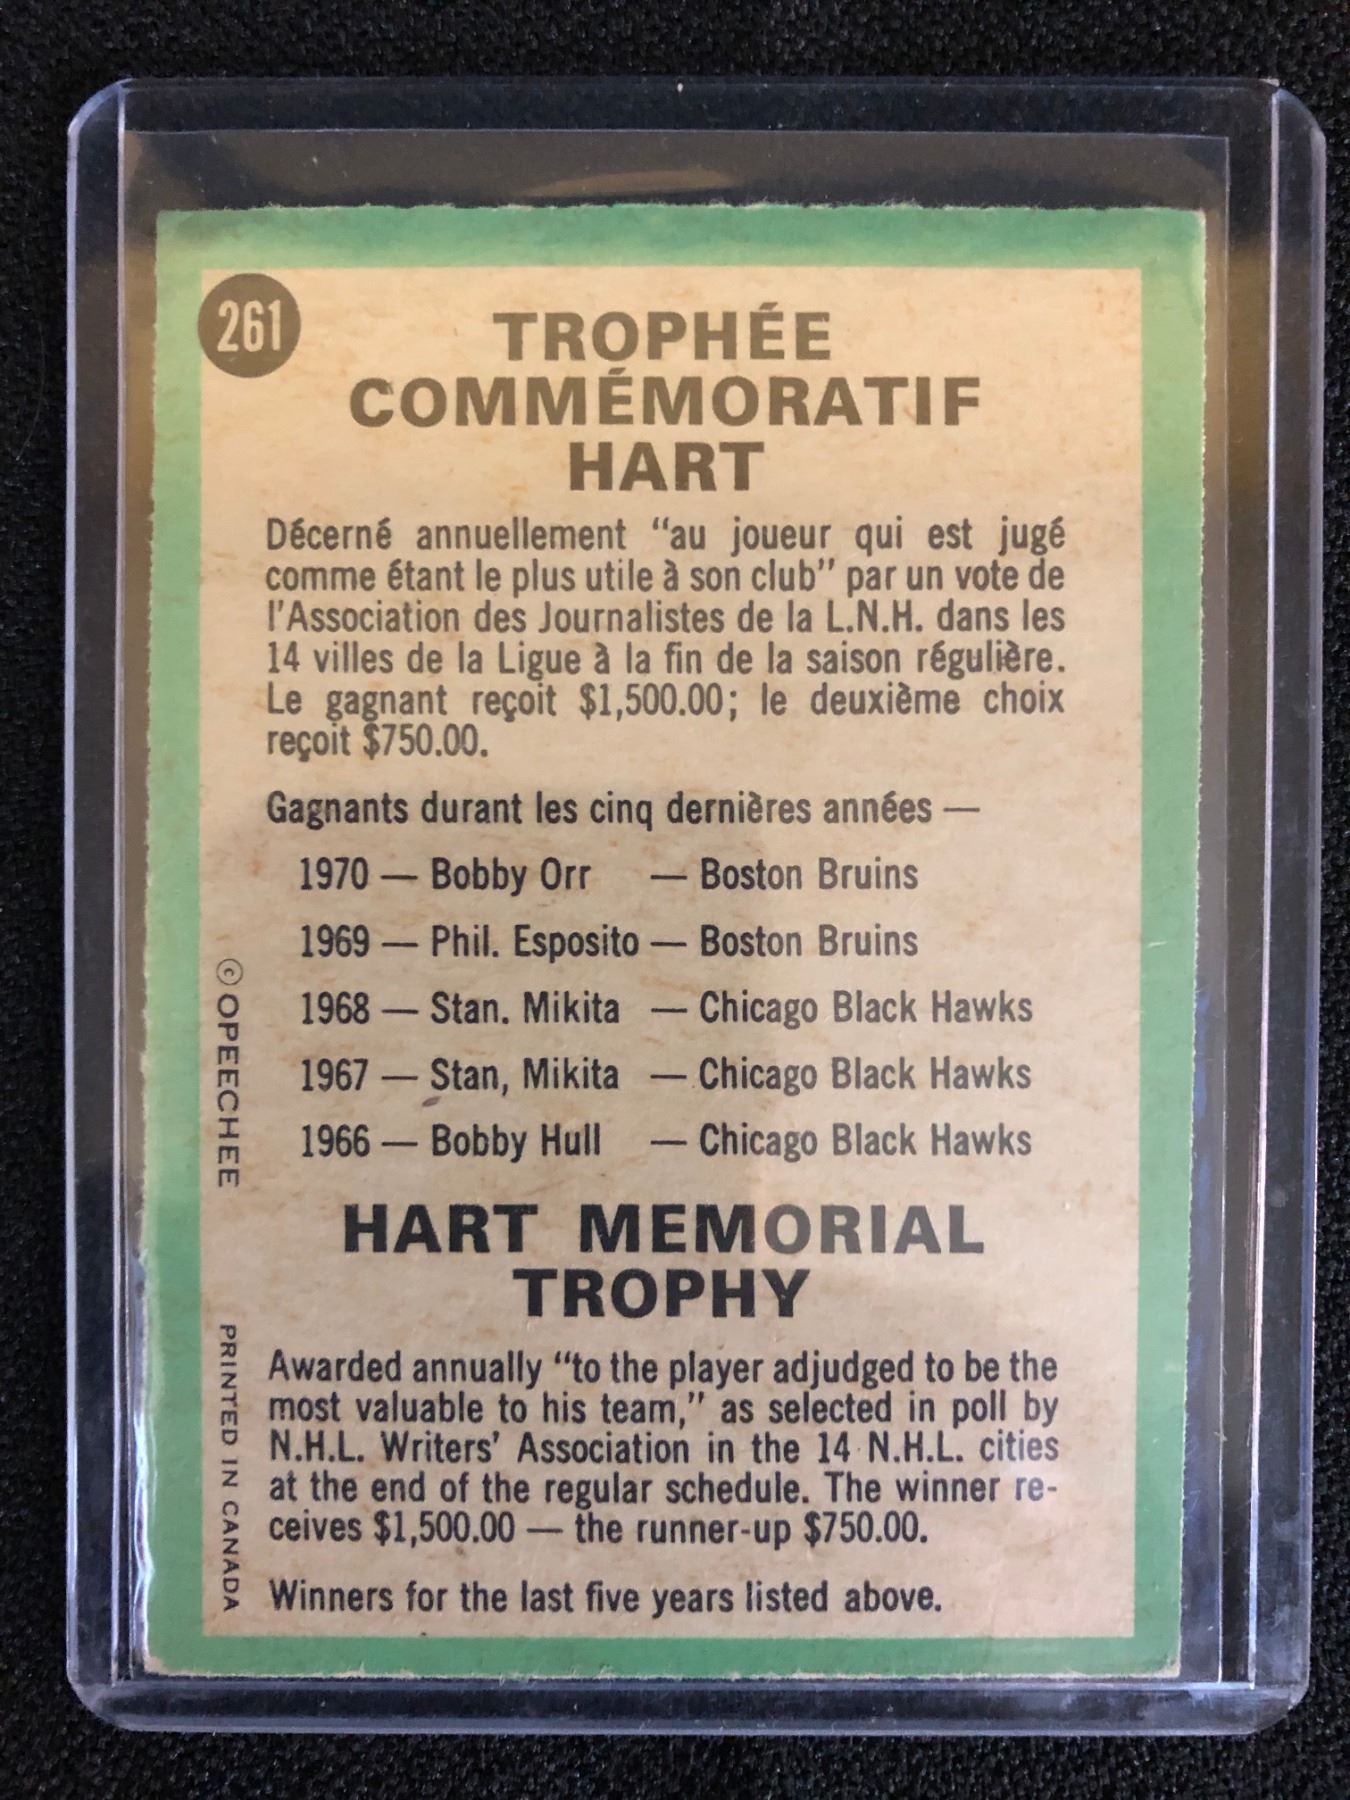 261
TROPHÉE
COMMÉMORATIF
HART
Décerné annuellement “au joueur qui est jugé
comme étant le plus utile à son club” par un vote de
l'Association des Journalistes de la L.N.H. dans les
14 villes de la Ligue à la fin de la saison régulière.
Le gagnant reçoit $1,500.00; le deuxième choix
reçoit $750.00.
Gagnants durant les cinq dernières années —
1970 — Bobby Orr — Boston Bruins
1969 — Phil. Esposito — Boston Bruins
1968 — Stan. Mikita — Chicago Black Hawks
1967 — Stan, Mikita — Chicago Black Hawks
1966 — Bobby Hull — Chicago Black Hawks
HART MEMORIAL
TROPHY
Awarded annually “to the player adjudged to be the
most valuable to his team,” as selected in poll by
N.H.L. Writers’ Association in the 14 N.H.L. cities
at the end of the regular schedule. The winner re-
ceives $1,500.00 — the runner-up $750.00.
Winners for the last five years listed above.
© OPEECHEE
PRINTED IN CANADA